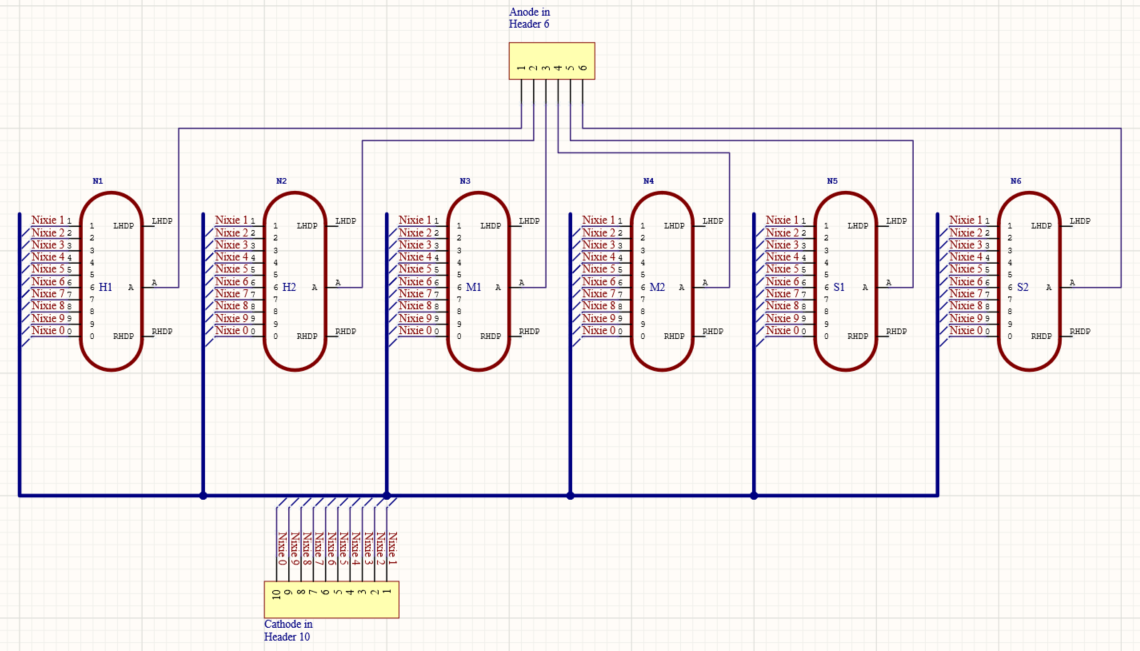 Anode in
Header 6
1 2 3 4 5 6
N1 N2 N3 N4 N5 N6
Nixie 1 1 1 LHDP LHDP Nixie 1 1 1 LHDP LHDP Nixie 1 1 1 LHDP LHDP Nixie 1 1 1 LHDP LHDP Nixie 1 1 1 LHDP LHDP Nixie 1 1 1 LHDP LHDP
Nixie 2 2 2 Nixie 2 2 2 Nixie 2 2 2 Nixie 2 2 2 Nixie 2 2 2 Nixie 2 2 2
Nixie 3 3 3 Nixie 3 3 3 Nixie 3 3 3 Nixie 3 3 3 Nixie 3 3 3 Nixie 3 3 3
Nixie 4 4 4 Nixie 4 4 4 Nixie 4 4 4 Nixie 4 4 4 Nixie 4 4 4 Nixie 4 4 4
Nixie 5 5 5 Nixie 5 5 5 Nixie 5 5 5 Nixie 5 5 5 Nixie 5 5 5 Nixie 5 5 5
Nixie 6 6 6 H1 A A Nixie 6 6 6 H2 A A Nixie 6 6 6 M1 A A Nixie 6 6 6 M2 A A Nixie 6 6 6 S1 A A Nixie 6 6 6 S2 A A
Nixie 7 7 7 Nixie 7 7 7 Nixie 7 7 7 Nixie 7 7 7 Nixie 7 7 7 Nixie 7 7 7
Nixie 8 8 8 Nixie 8 8 8 Nixie 8 8 8 Nixie 8 8 8 Nixie 8 8 8 Nixie 8 8 8
Nixie 9 9 9 Nixie 9 9 9 Nixie 9 9 9 Nixie 9 9 9 Nixie 9 9 9 Nixie 9 9 9
Nixie 0 0 0 RHDP RHDP Nixie 0 0 0 RHDP RHDP Nixie 0 0 0 RHDP RHDP Nixie 0 0 0 RHDP RHDP Nixie 0 0 0 RHDP RHDP Nixie 0 0 0 RHDP RHDP
Nixie 0
Nixie 9
Nixie 8
Nixie 7
Nixie 6
Nixie 5
Nixie 4
Nixie 3
Nixie 2
Nixie 1
10 9 8 7 6 5 4 3 2 1
Cathode in
Header 10